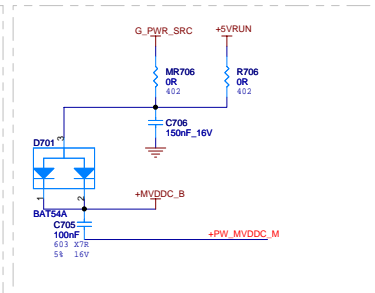 G_PWR_SRC
+5VRUN
MR706
0R
402
R706
0R
402
C706
150nF_16V
D701
3
1
2
BAT54A
+MVDDC_B
C705
100nF
603 X7R
5% 16V
+PW_MVDDC_M